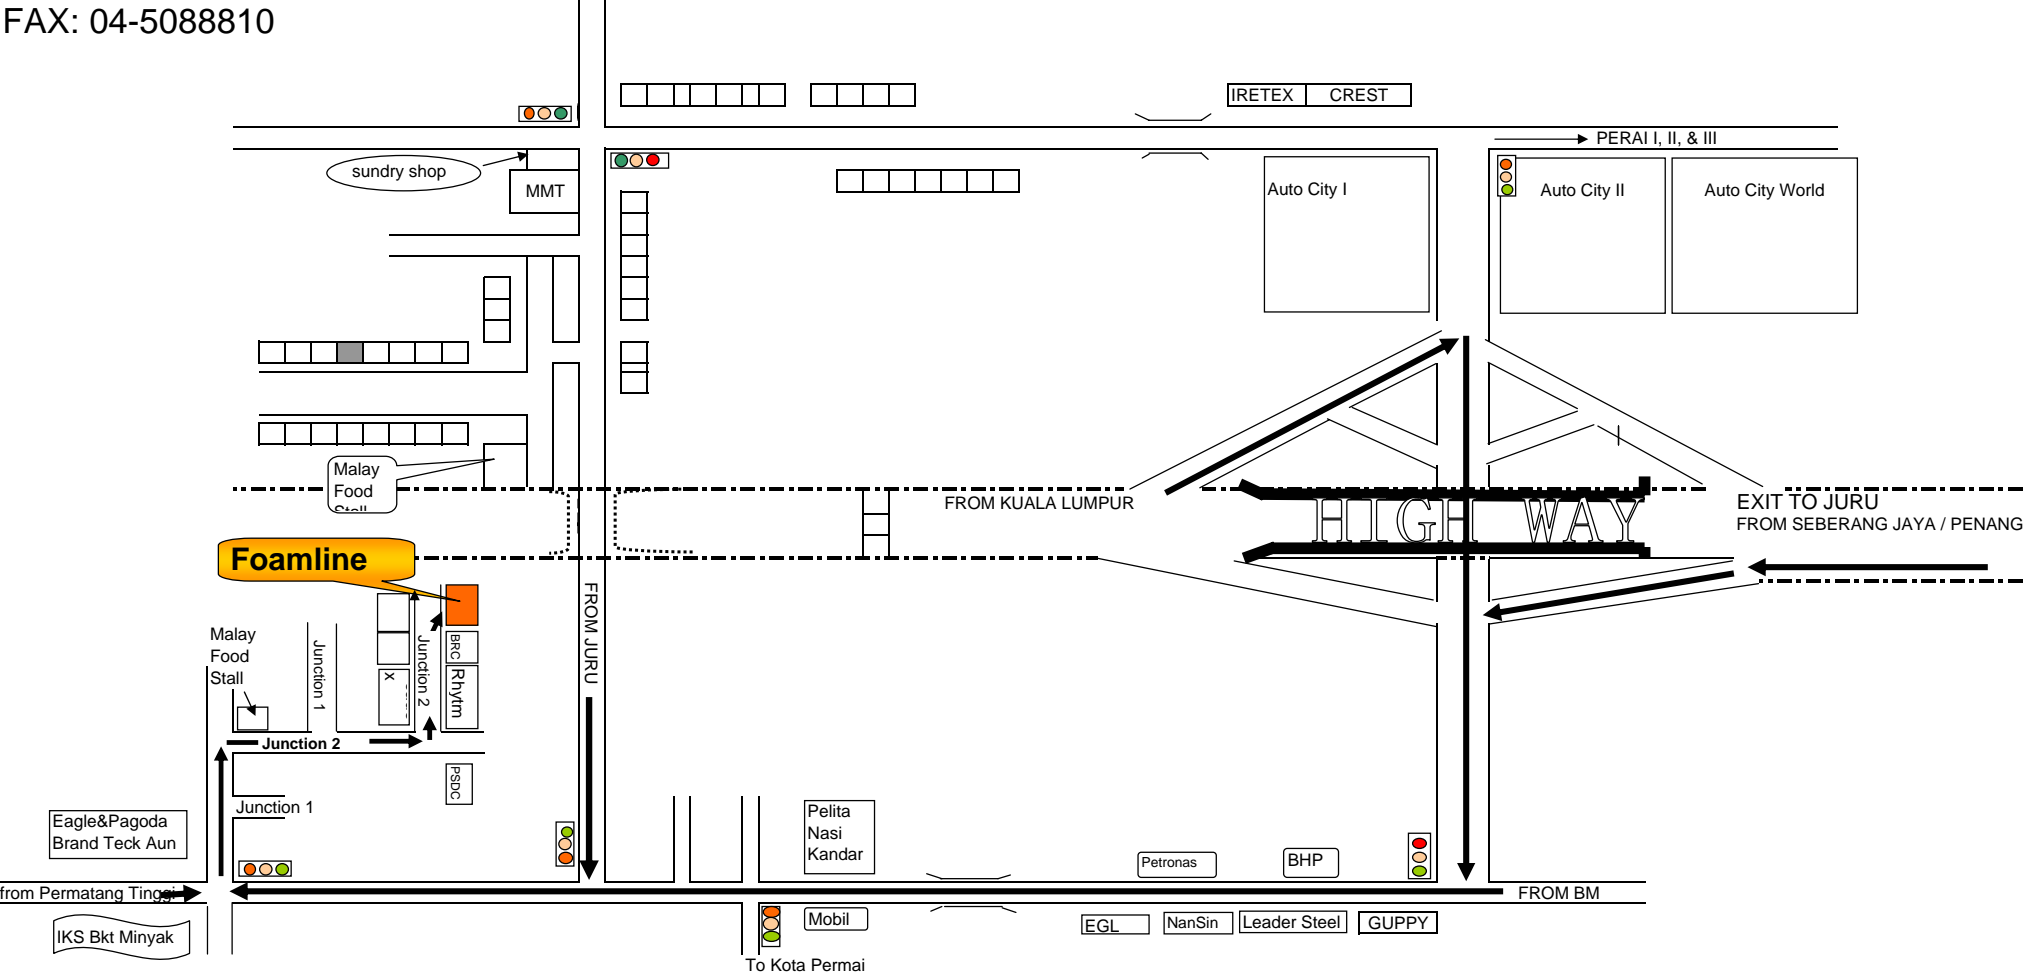 FAX: 04-5088810
IRETEX
CREST
PERAI I, II, & III
sundry shop
MMT
Auto City I
Auto City II
Auto City World
Malay
Food
Stall
FROM KUALA LUMPUR
HIGH WAY
EXIT TO JURU
FROM SEBERANG JAYA / PENANG
Foamline
FROM JURU
Malay
Food
Stall
Junction 1
x
Junction 2
BRC
Rhytm
Junction 2
PSDC
Junction 1
Eagle&Pagoda
Brand Teck Aun
Pelita
Nasi
Kandar
Petronas
BHP
from Permatang Tinggi
FROM BM
IKS Bkt Minyak
Mobil
EGL
NanSin
Leader Steel
GUPPY
To Kota Permai